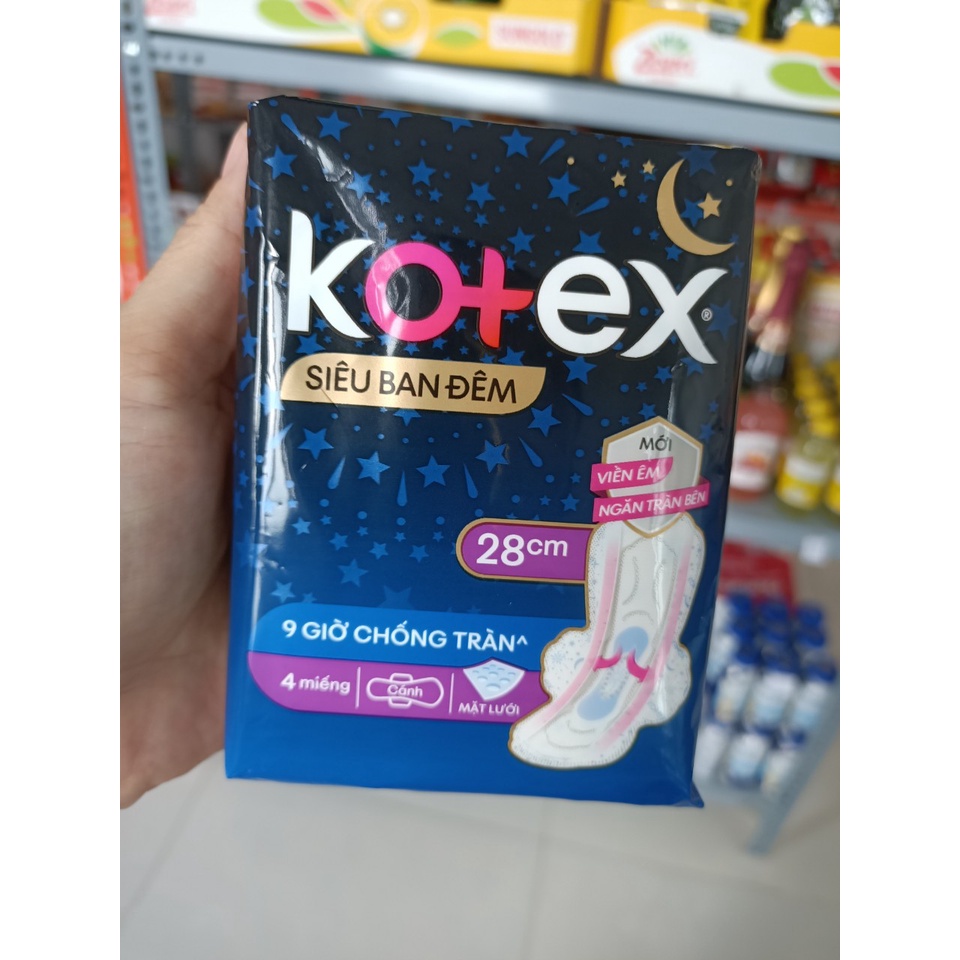 kotex®
SIÊU BAN ĐÊM
MỚI
VIỀN ÊM
NGĂN TRÀN BÊN
28cm
9 GIỜ CHỐNG TRÀN^
4 miếng
Cánh
MẶT LƯỚI